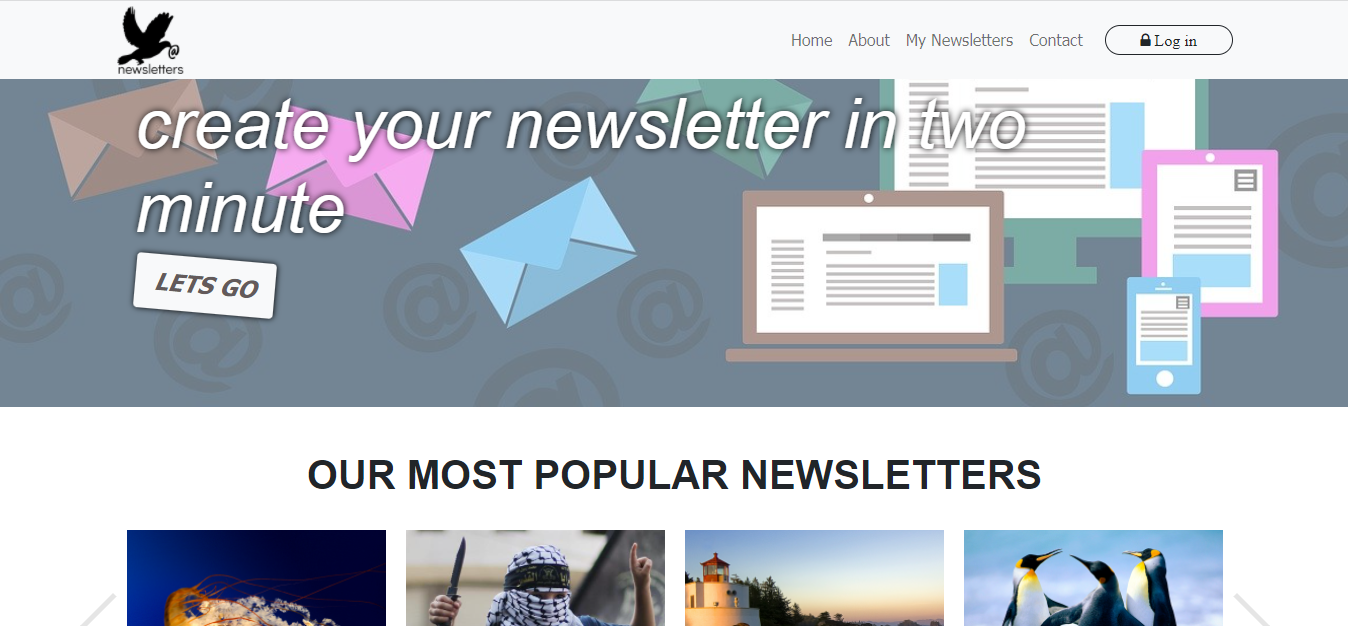 newsletters
Home About My Newsletters Contact Log in
create your newsletter in two
minute
LETS GO
OUR MOST POPULAR NEWSLETTERS